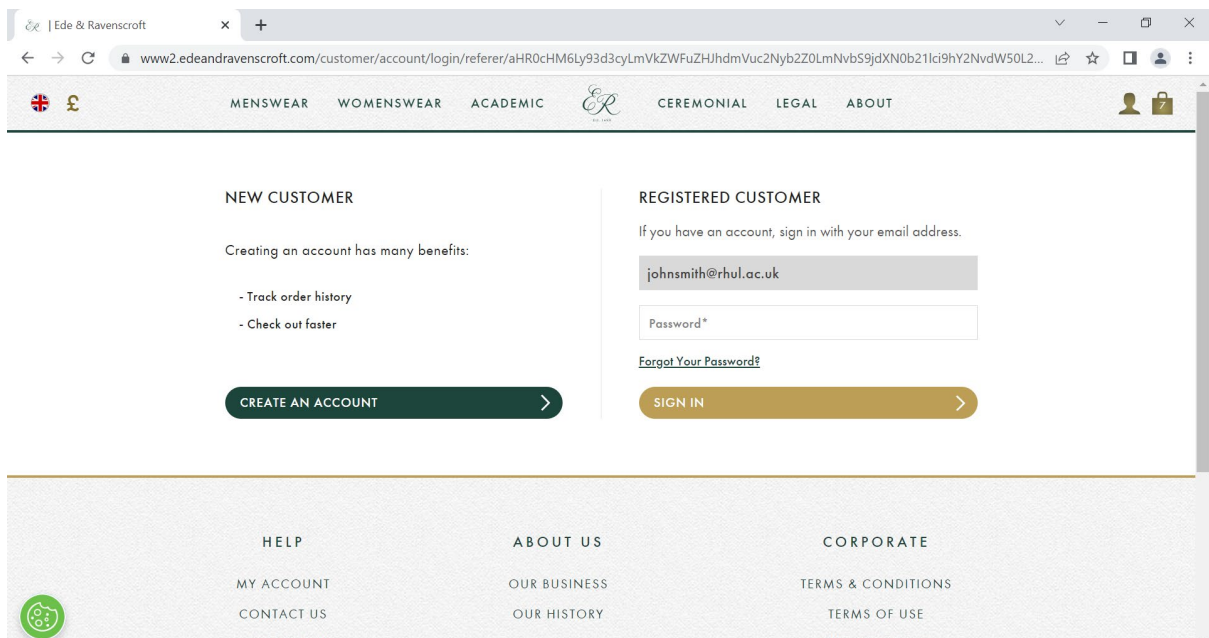 ER | Ede & Ravenscroft
www2.edeandravenscroft.com/customer/account/login/referer/aHR0cHM6Ly93d3cyLmVkZWFuZHJhdmVuc2Nyb2Z0LmNvbS9jdXN0b21lci9hY2NvdW50L2...
£ MENSWEAR WOMENSWEAR ACADEMIC ER CEREMONIAL LEGAL ABOUT 7
NEW CUSTOMER
Creating an account has many benefits:
- Track order history
- Check out faster
CREATE AN ACCOUNT
REGISTERED CUSTOMER
If you have an account, sign in with your email address.
johnsmith@rhul.ac.uk
Password*
Forgot Your Password?
SIGN IN
HELP
MY ACCOUNT
CONTACT US
ABOUT US
OUR BUSINESS
OUR HISTORY
CORPORATE
TERMS & CONDITIONS
TERMS OF USE